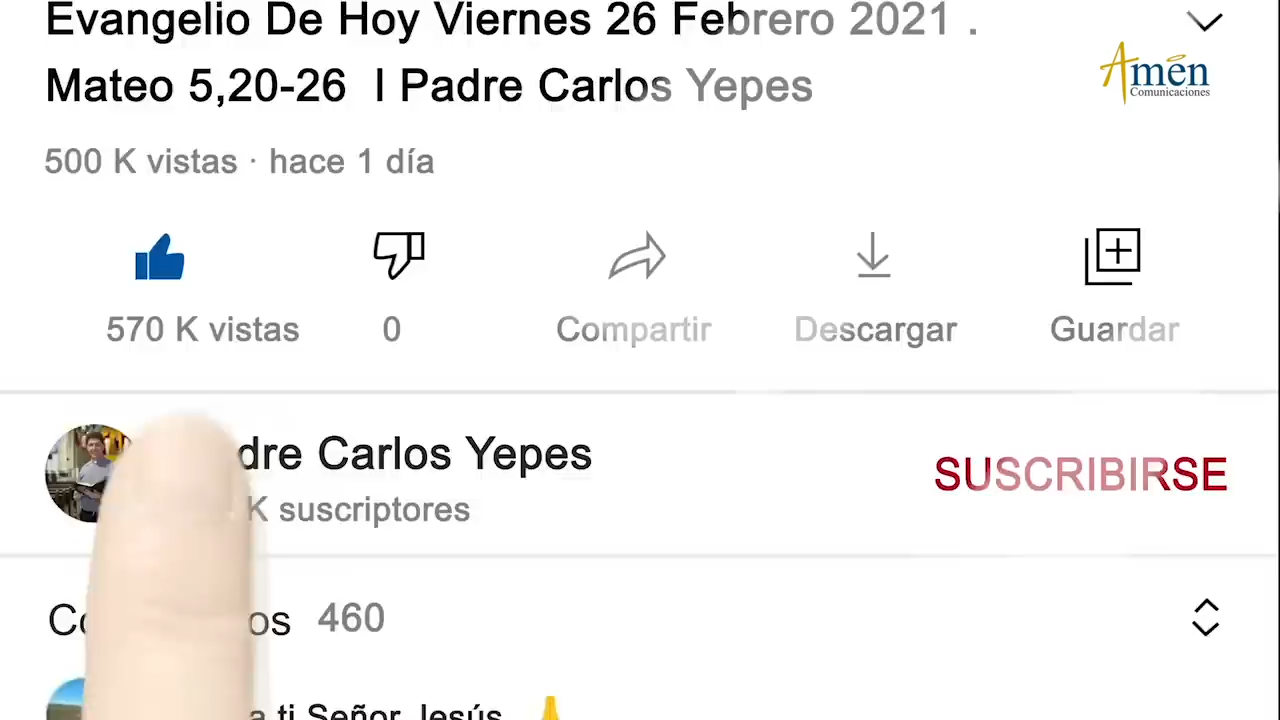 Evangelio De Hoy Viernes 26 Febrero 2021 .
Mateo 5,20-26 I Padre Carlos Yepes
Amén
Comunicaciones
500 K vistas · hace 1 día
570 K vistas
0
Compartir
Descargar
Guardar
dre Carlos Yepes
K suscriptores
SUSCRIBIRSE
Co os 460
a ti Señor Jesús 🙏